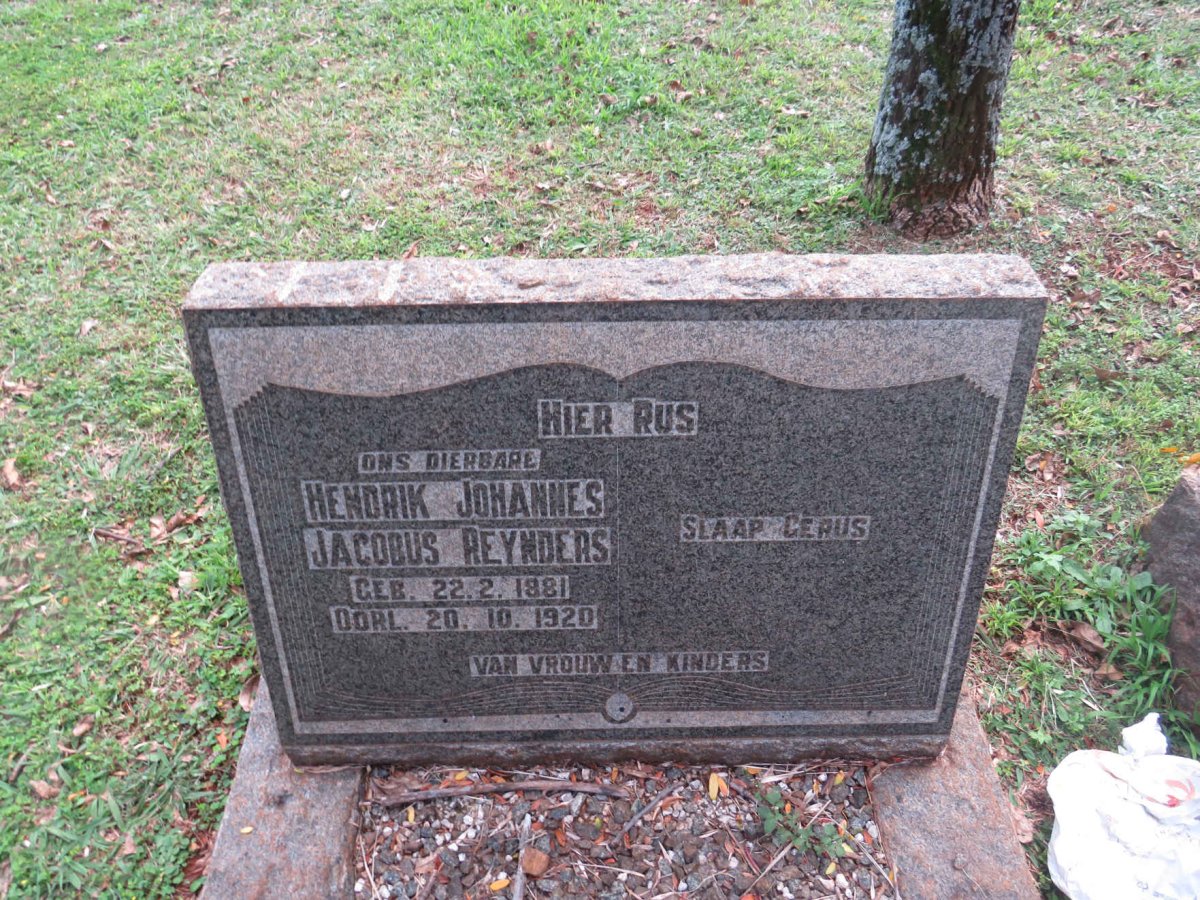 HIER RUS
ONS DIERBARE
HENDRIK JOHANNES
JACOBUS REYNDERS
GEB. 22.2.1881
OORL. 20.10.1920
SLAAP GERUS
VAN VROUW EN KINDERS